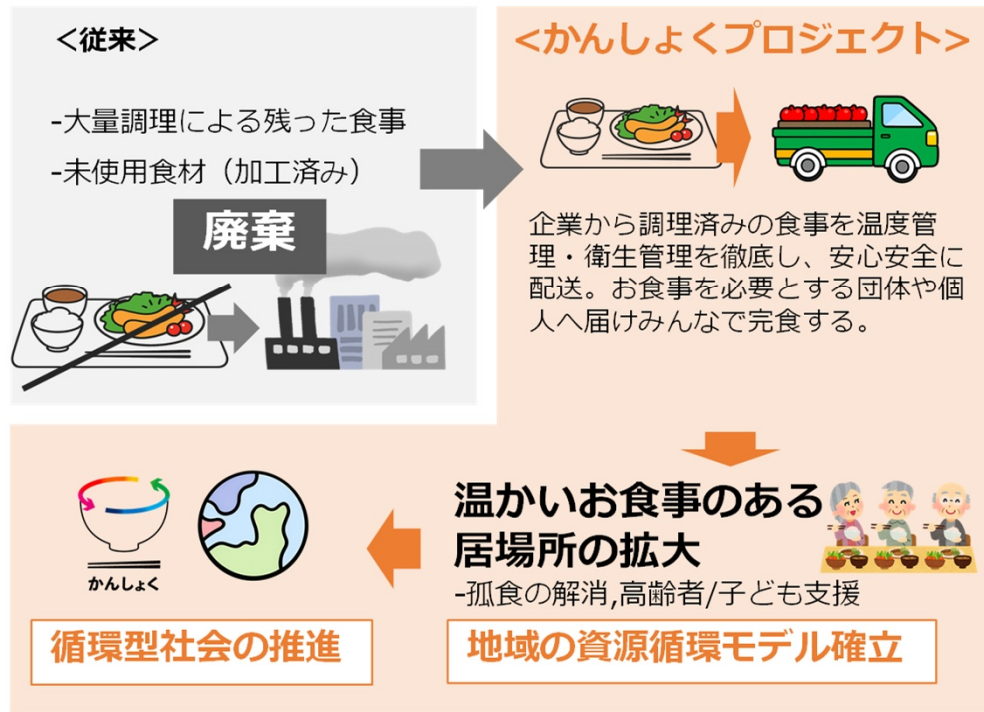 <従来>
-大量調理による残った食事
-未使用食材（加工済み）
廃棄
<かんしょくプロジェクト>
企業から調理済みの食事を温度管
理・衛生管理を徹底し、安心安全に
配送。お食事を必要とする団体や個
人へ届けみんなで完食する。
温かいお食事のある
居場所の拡大
-孤食の解消,高齢者/子ども支援
地域の資源循環モデル確立
かんしょく
循環型社会の推進